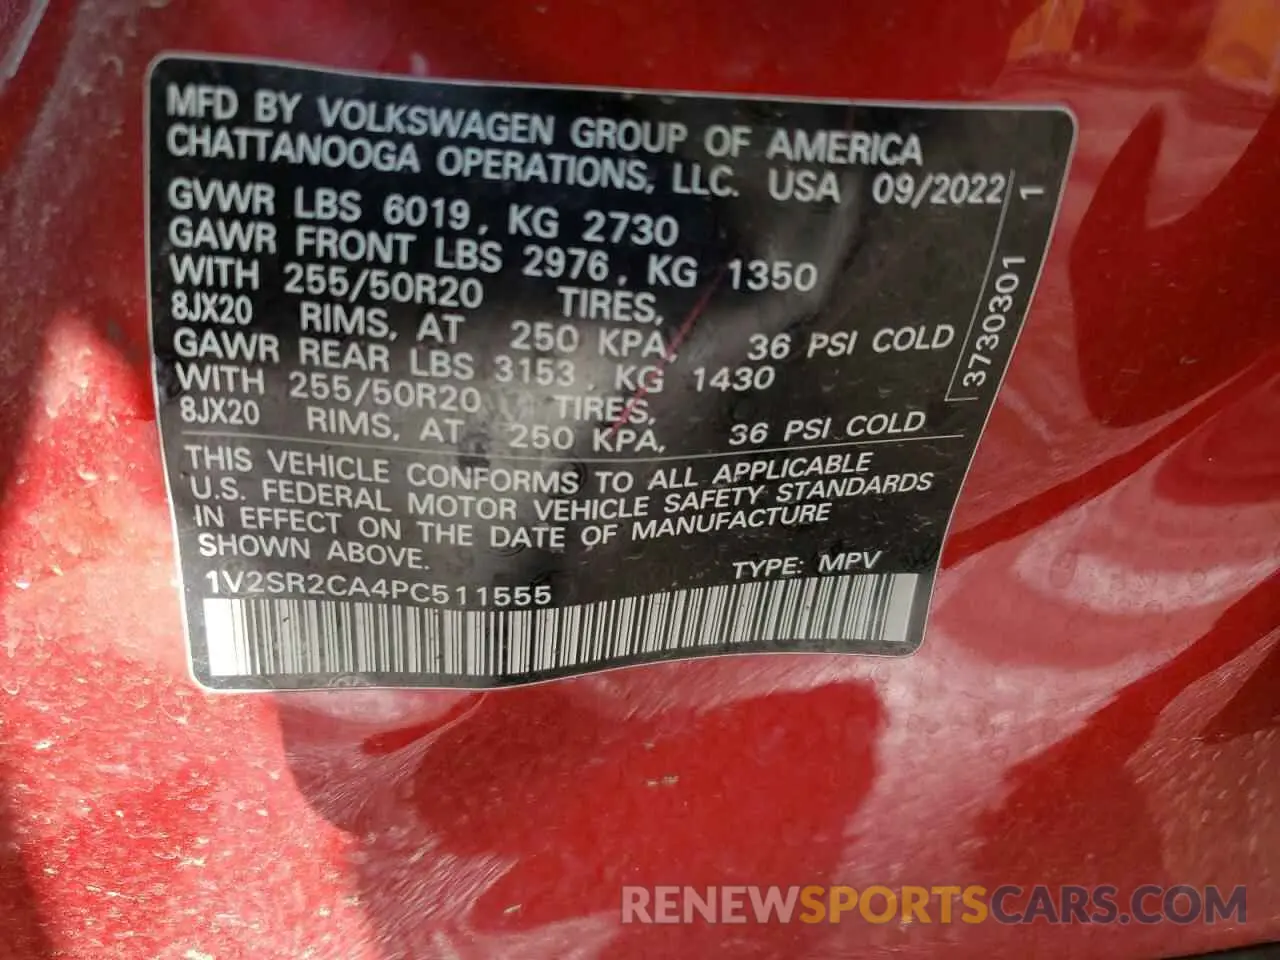 MFD BY VOLKSWAGEN GROUP OF AMERICA
CHATTANOOGA OPERATIONS, LLC. USA 09/2022
GVWR LBS 6019, KG 2730
GAWR FRONT LBS 2976, KG 1350
WITH 255/50R20 TIRES,
8JX20 RIMS, AT 250 KPA, 36 PSI COLD
GAWR REAR LBS 3153, KG 1430
WITH 255/50R20 TIRES,
8JX20 RIMS, AT 250 KPA, 36 PSI COLD
3730301 1
THIS VEHICLE CONFORMS TO ALL APPLICABLE
U.S. FEDERAL MOTOR VEHICLE SAFETY STANDARDS
IN EFFECT ON THE DATE OF MANUFACTURE
SHOWN ABOVE.
1V2SR2CA4PC511555 TYPE: MPV
RENEWSPORTSCARS.COM